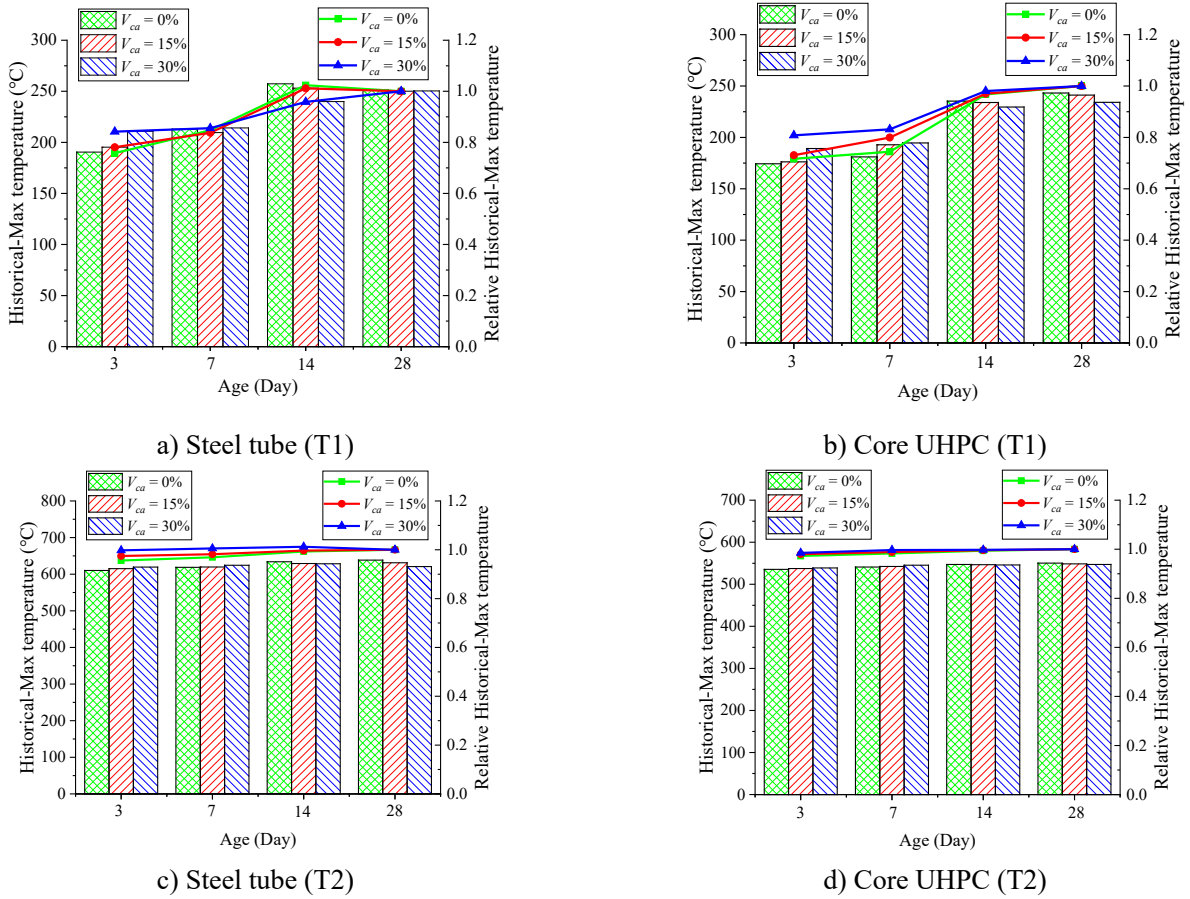 V_ca = 0%
V_ca = 15%
V_ca = 30%
V_ca = 0%
V_ca = 15%
V_ca = 30%
Historical-Max temperature (℃)
300
250
200
150
100
50
0
1.2
1.0
0.8
0.6
0.4
0.2
0.0
Relative Historical-Max temperature
3 7 14 28
Age (Day)
a) Steel tube (T1)
V_ca = 0%
V_ca = 15%
V_ca = 30%
V_ca = 0%
V_ca = 15%
V_ca = 30%
Historical-Max temperature (℃)
300
250
200
150
100
50
0
1.2
1.0
0.8
0.6
0.4
0.2
0.0
Relative Historical-Max temperature
3 7 14 28
Age (Day)
b) Core UHPC (T1)
V_ca = 0%
V_ca = 15%
V_ca = 30%
V_ca = 0%
V_ca = 15%
V_ca = 30%
Historical-Max temperature (℃)
800
700
600
500
400
300
200
100
0
1.2
1.0
0.8
0.6
0.4
0.2
0.0
Relative Historical-Max temperature
3 7 14 28
Age (Day)
c) Steel tube (T2)
V_ca = 0%
V_ca = 15%
V_ca = 30%
V_ca = 0%
V_ca = 15%
V_ca = 30%
Historical-Max temperature (℃)
700
600
500
400
300
200
100
0
1.2
1.0
0.8
0.6
0.4
0.2
0.0
Relative Historical-Max temperature
3 7 14 28
Age (Day)
d) Core UHPC (T2)